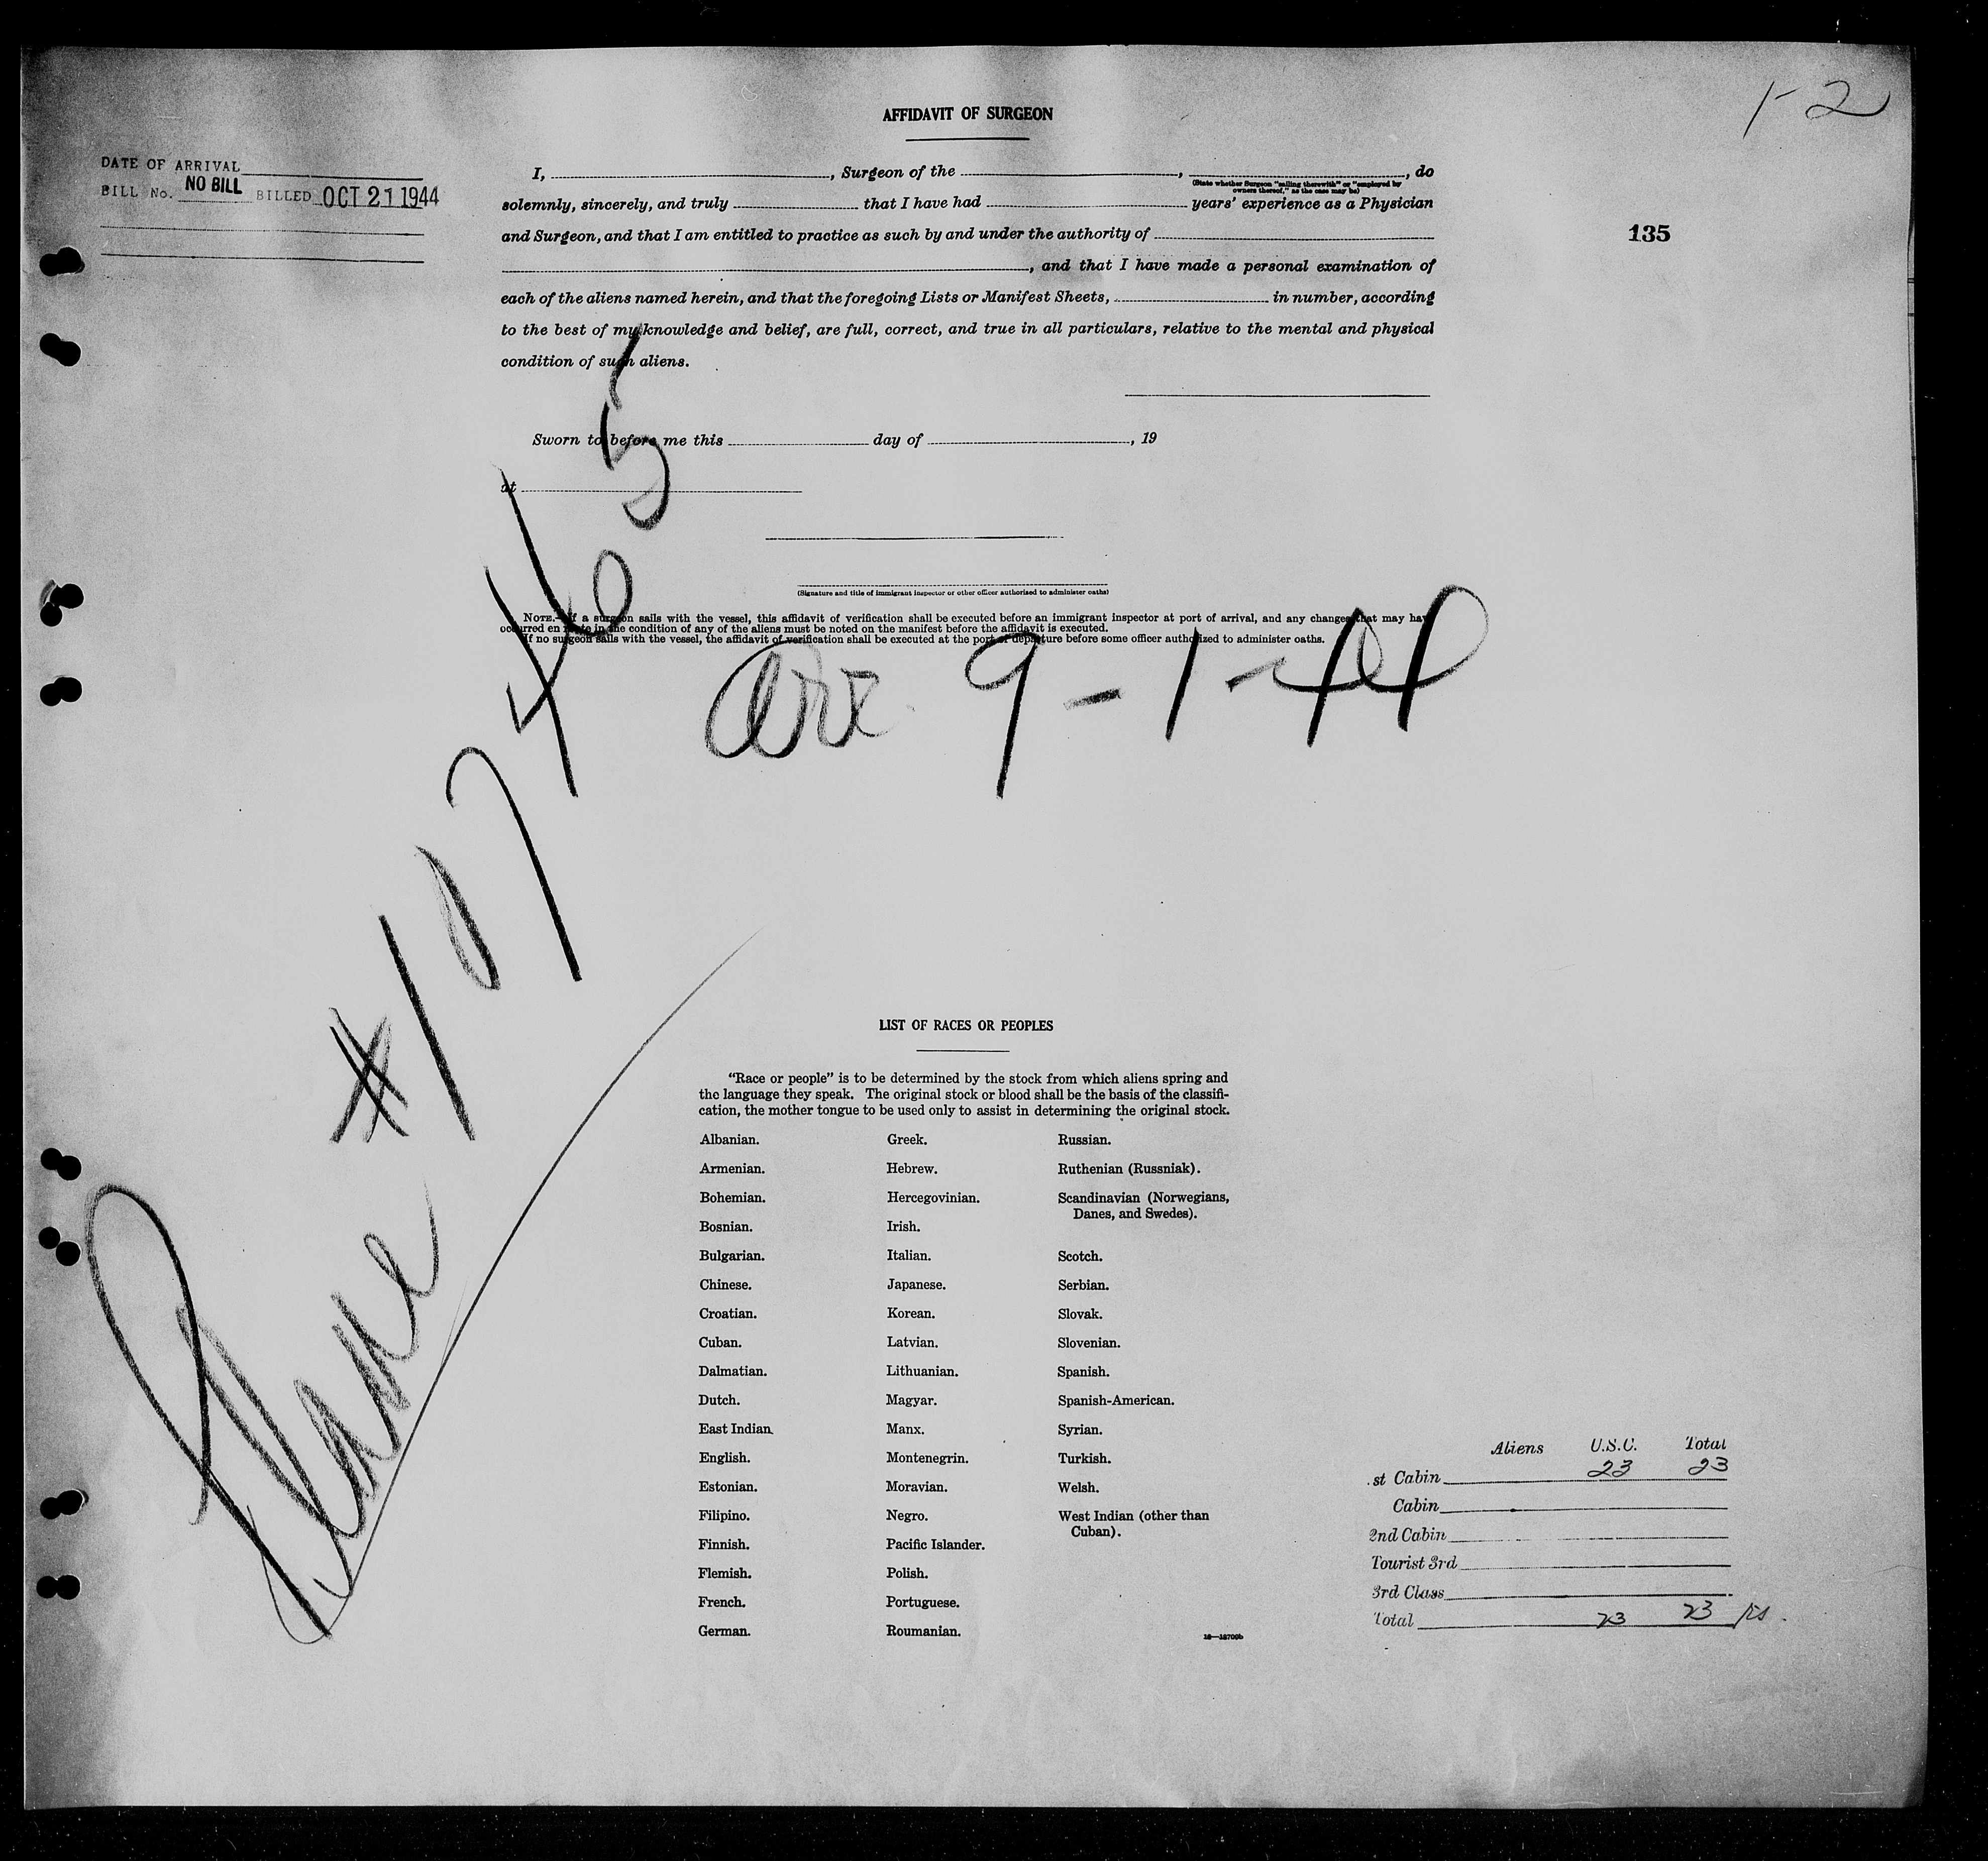 1-2
AFFIDAVIT OF SURGEON
DATE OF ARRIVAL
BILL No. NO BILL BILLED OCT 21 1944
I, , Surgeon of the , , do
(State whether Surgeon "sailing therewith" or "employed by
owners thereof," as the case may be)
solemnly, sincerely, and truly that I have had years' experience as a Physician
and Surgeon, and that I am entitled to practice as such by and under the authority of
135
, and that I have made a personal examination of
each of the aliens named herein, and that the foregoing Lists or Manifest Sheets, in number, according
to the best of my knowledge and belief, are full, correct, and true in all particulars, relative to the mental and physical
condition of such aliens.
Sworn to before me this day of , 19
at
(Signature and title of immigrant inspector or other officer authorized to administer oaths)
NOTE.—If a surgeon sails with the vessel, this affidavit of verification shall be executed before an immigrant inspector at port of arrival, and any changes that may have
occurred en route in the condition of any of the aliens must be noted on the manifest before the affidavit is executed.
If no surgeon sails with the vessel, the affidavit of verification shall be executed at the port of departure before some officer authorized to administer oaths.
Arr. 9-1-44
Plane #107465
LIST OF RACES OR PEOPLES
"Race or people" is to be determined by the stock from which aliens spring and
the language they speak. The original stock or blood shall be the basis of the classifi-
cation, the mother tongue to be used only to assist in determining the original stock.
Albanian.
Armenian.
Bohemian.
Bosnian.
Bulgarian.
Chinese.
Croatian.
Cuban.
Dalmatian.
Dutch.
East Indian.
English.
Estonian.
Filipino.
Finnish.
Flemish.
French.
German.
Greek.
Hebrew.
Hercegovinian.
Irish.
Italian.
Japanese.
Korean.
Latvian.
Lithuanian.
Magyar.
Manx.
Montenegrin.
Moravian.
Negro.
Pacific Islander.
Polish.
Portuguese.
Roumanian.
Russian.
Ruthenian (Russniak).
Scandinavian (Norwegians,
Danes, and Swedes).
Scotch.
Serbian.
Slovak.
Slovenian.
Spanish.
Spanish-American.
Syrian.
Turkish.
Welsh.
West Indian (other than
Cuban).
Aliens U.S.C. Total
st Cabin 23 23
Cabin
2nd Cabin
Tourist 3rd
3rd Class
Total 23 23